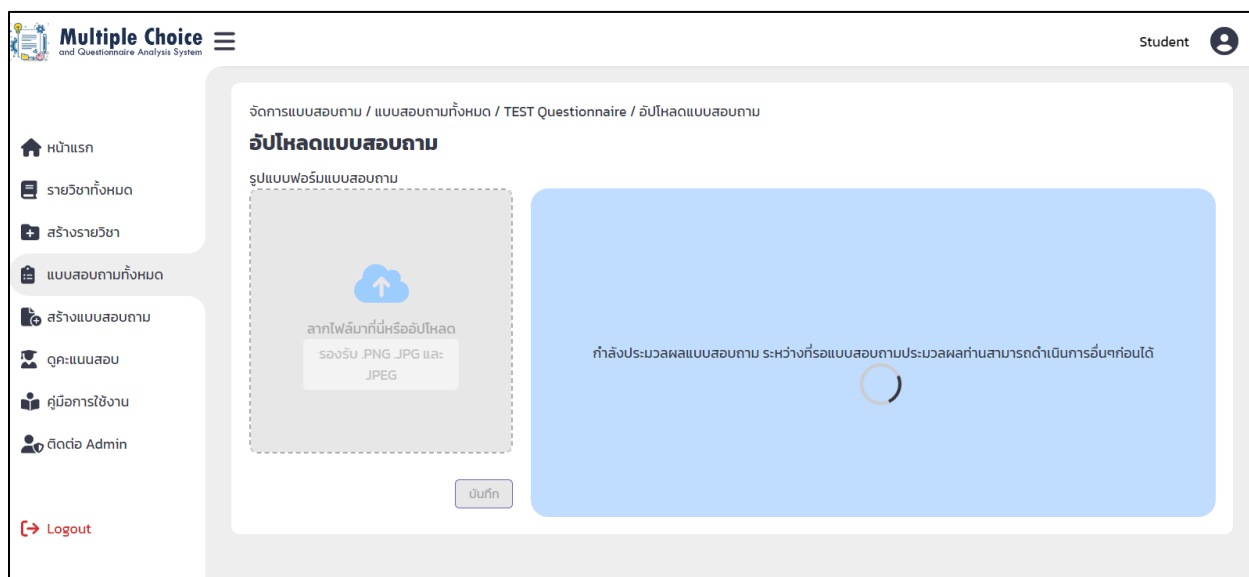 Multiple Choice
and Questionnaire Analysis System
Student
จัดการแบบสอบถาม / แบบสอบถามทั้งหมด / TEST Questionnaire / อัปโหลดแบบสอบถาม
อัปโหลดแบบสอบถาม
รูปแบบฟอร์มแบบสอบถาม
หน้าแรก
รายวิชาทั้งหมด
สร้างรายวิชา
แบบสอบถามทั้งหมด
สร้างแบบสอบถาม
ดูคะแนนสอบ
คู่มือการใช้งาน
ติดต่อ Admin
Logout
ลากไฟล์มาที่นี่หรืออัปโหลด
รองรับ .PNG .JPG และ
JPEG
บันทึก
กำลังประมวลผลแบบสอบถาม ระหว่างที่รอแบบสอบถามประมวลผลท่านสามารถดำเนินการอื่นๆก่อนได้